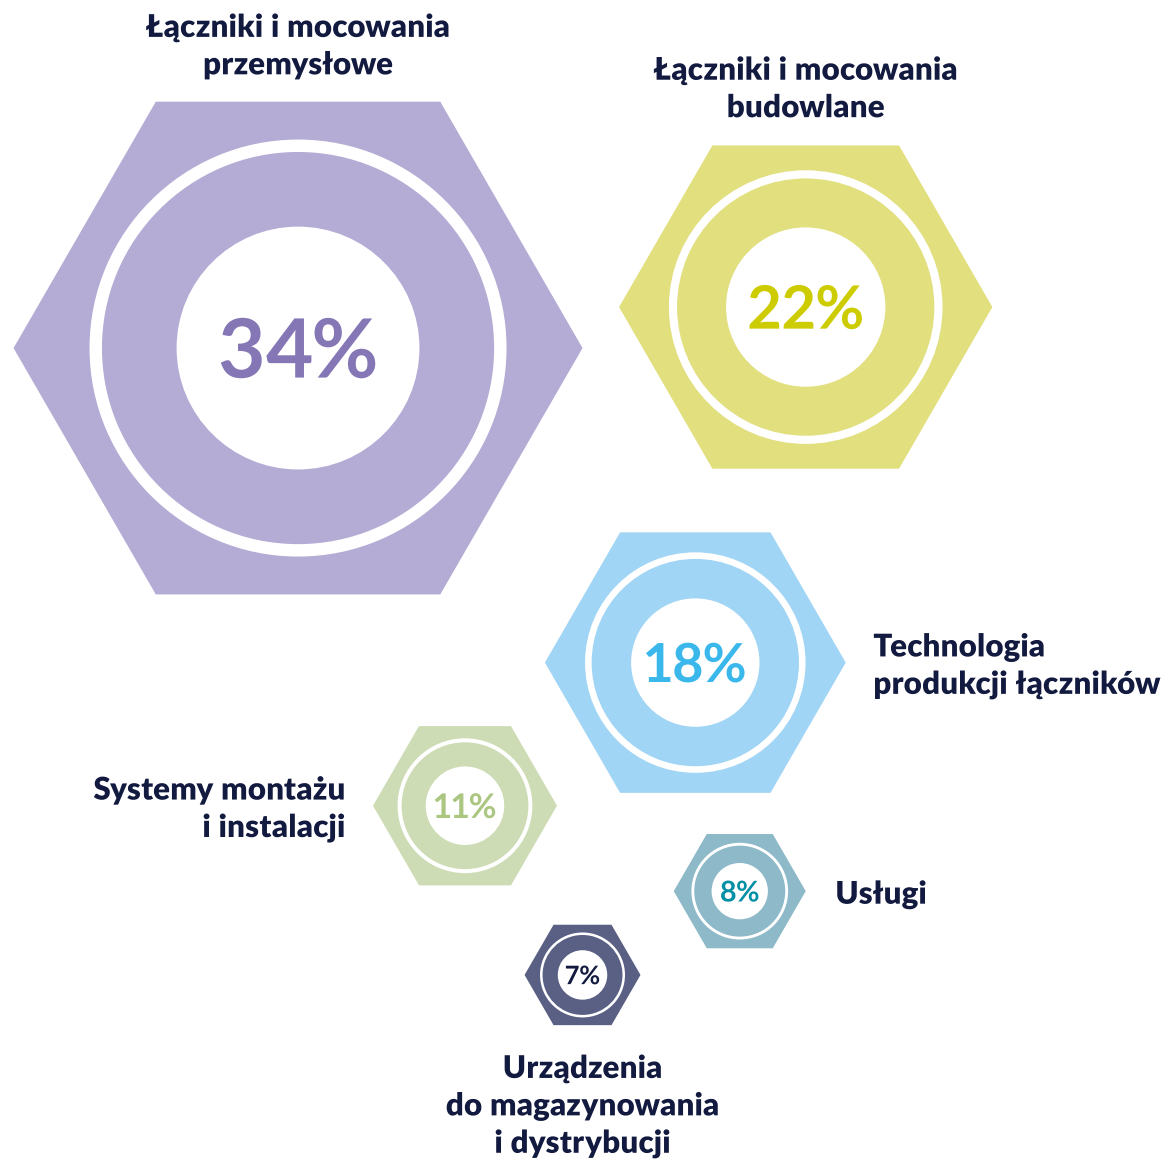 Łączniki i mocowania
przemysłowe
34%
Łączniki i mocowania
budowlane
22%
18%
Technologia
produkcji łączników
Systemy montażu
i instalacji
11%
8%
Usługi
7%
Urządzenia
do magazynowania
i dystrybucji